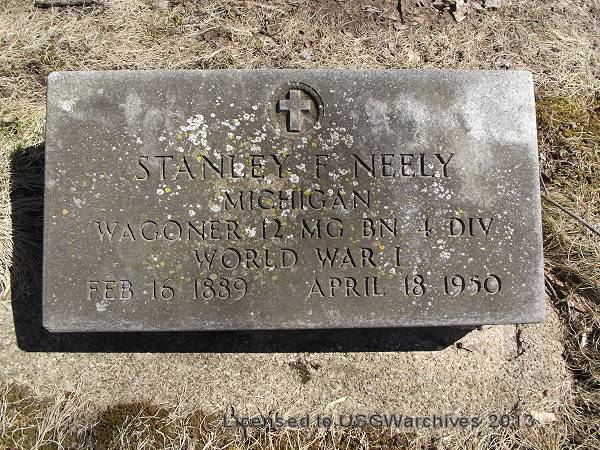 STANLEY F NEELY
MICHIGAN
WAGONER 12 MG BN 4 DIV
WORLD WAR I
FEB 16 1889 APRIL 18 1950
Licensed to USGWarchives 2013